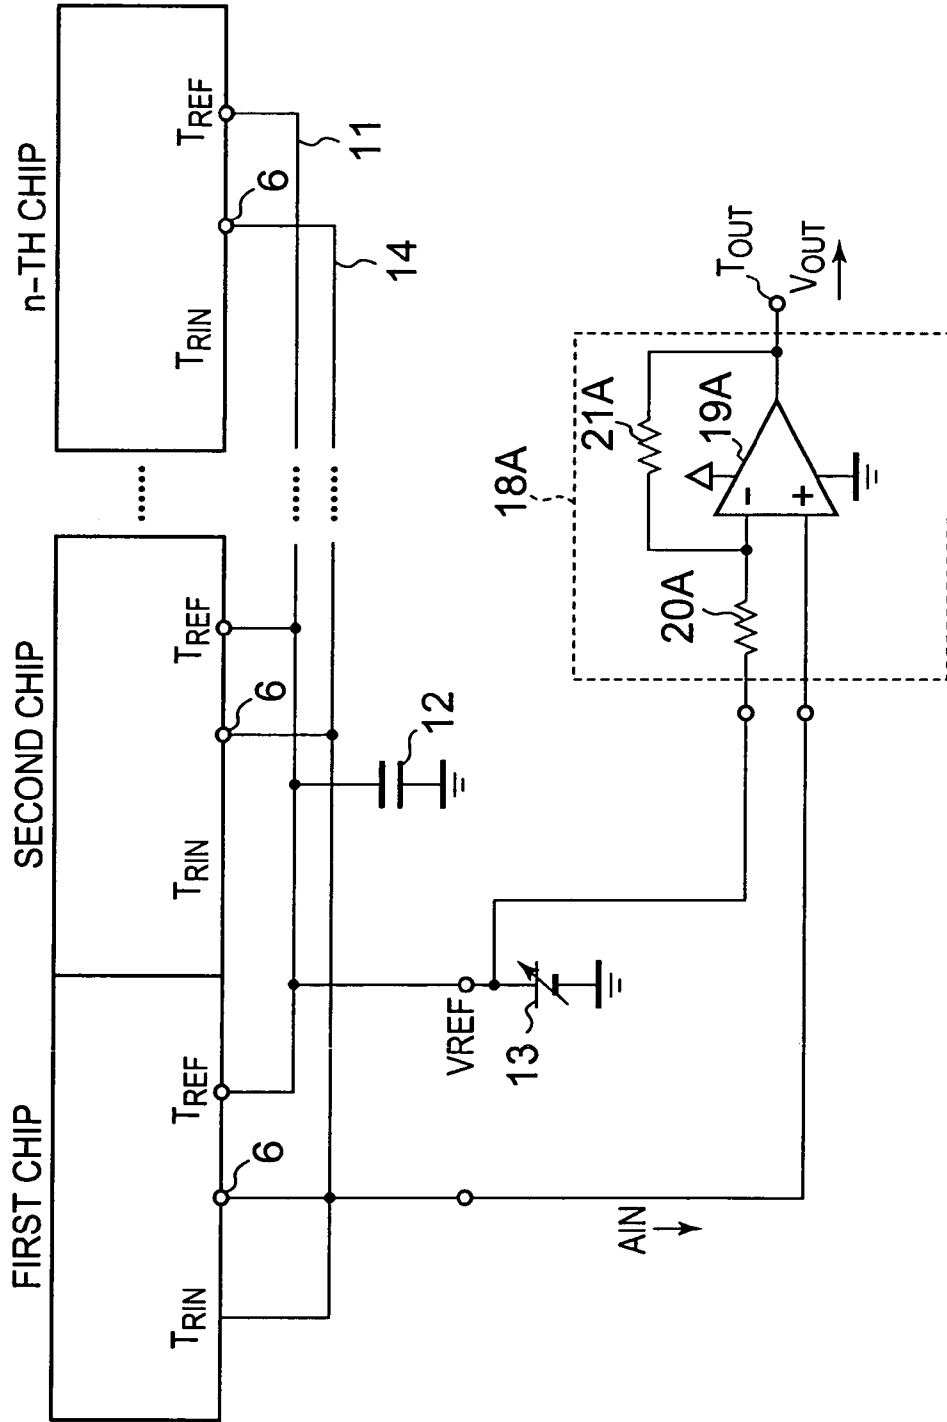 FIRST CHIP
SECOND CHIP
n-TH CHIP
TRIN
TREF
TRIN
TREF
TRIN
TREF
6
6
6
11
14
12
VREF
13
AIN
18A
20A
21A
19A
-
+
TOUT
VOUT